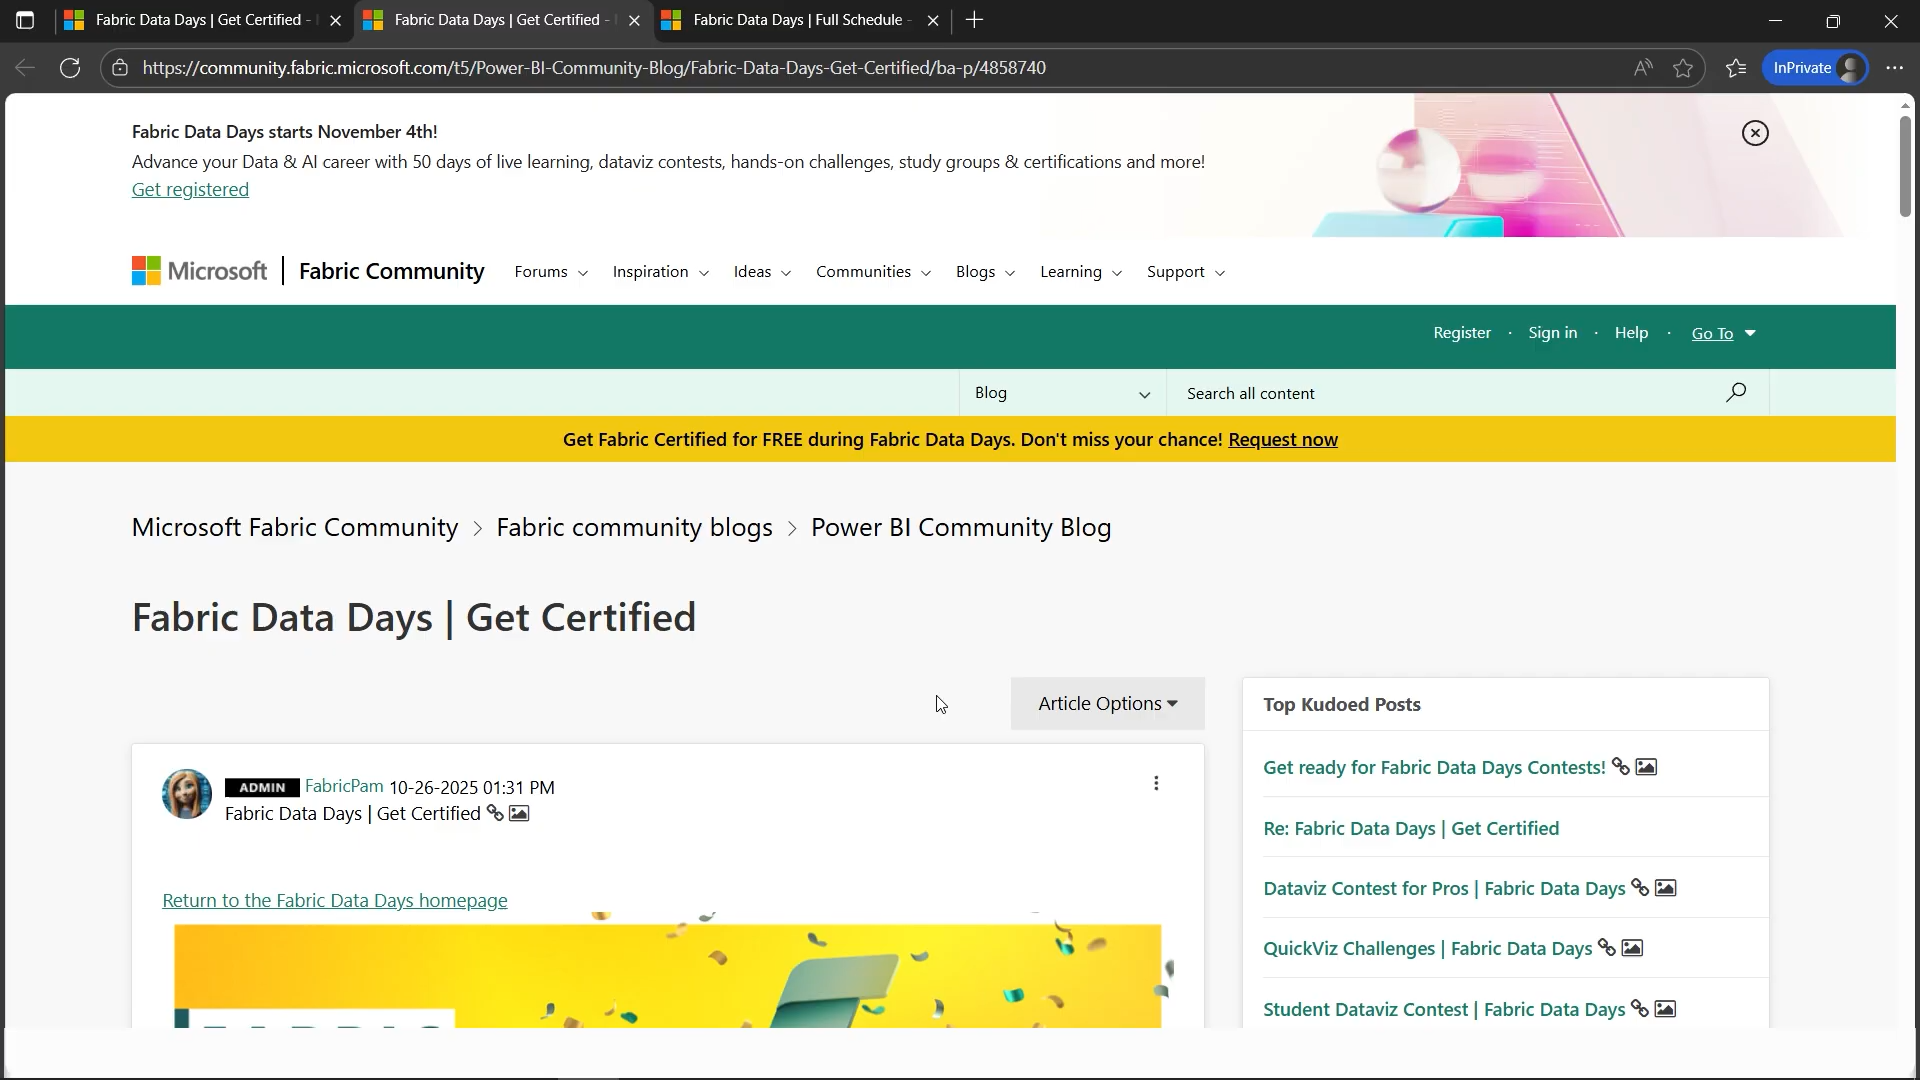 Fabric Data Days | Get Certified -
Fabric Data Days | Get Certified -
Fabric Data Days | Full Schedule -
https://community.fabric.microsoft.com/t5/Power-BI-Community-Blog/Fabric-Data-Days-Get-Certified/ba-p/4858740
InPrivate
Fabric Data Days starts November 4th!
Advance your Data & AI career with 50 days of live learning, dataviz contests, hands-on challenges, study groups & certifications and more!
Get registered
Microsoft
Fabric Community
Forums
Inspiration
Ideas
Communities
Blogs
Learning
Support
Register · Sign in · Help · Go To
Blog
Search all content
Get Fabric Certified for FREE during Fabric Data Days. Don't miss your chance! Request now
Microsoft Fabric Community > Fabric community blogs > Power BI Community Blog
Fabric Data Days | Get Certified
Article Options
Top Kudoed Posts
ADMIN FabricPam 10-26-2025 01:31 PM
Fabric Data Days | Get Certified
Return to the Fabric Data Days homepage
Get ready for Fabric Data Days Contests!
Re: Fabric Data Days | Get Certified
Dataviz Contest for Pros | Fabric Data Days
QuickViz Challenges | Fabric Data Days
Student Dataviz Contest | Fabric Data Days